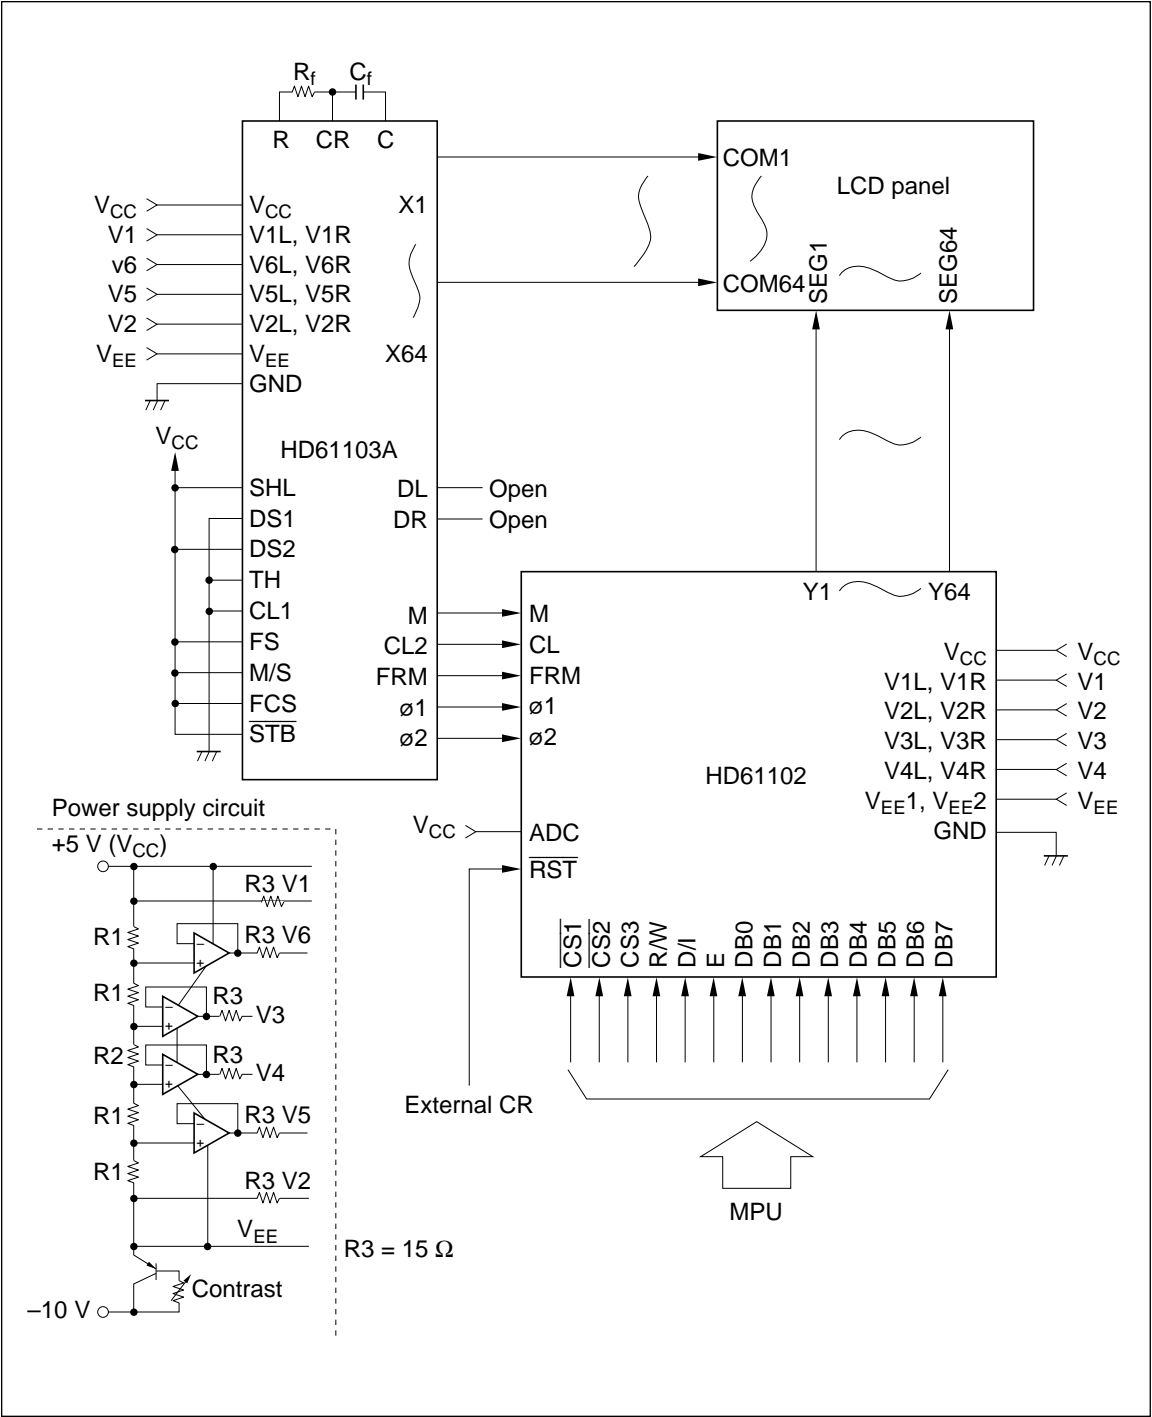 Rf Cf
R CR C
VCC VCC X1
V1 V1L, V1R
v6 V6L, V6R
V5 V5L, V5R
V2 V2L, V2R
VEE VEE X64
GND
HD61103A
VCC
SHL DL Open
DS1 DR Open
DS2
TH
CL1 M
FS CL2
M/S FRM
FCS ø1
STB ø2
COM1
LCD panel
COM64 SEG1 SEG64
Y1 Y64
M
CL
FRM
ø1
ø2
HD61102
VCC VCC
V1L, V1R V1
V2L, V2R V2
V3L, V3R V3
V4L, V4R V4
VEE1, VEE2 VEE
GND
VCC ADC
RST
CS1 CS2 CS3 R/W D/I E DB0 DB1 DB2 DB3 DB4 DB5 DB6 DB7
External CR
MPU
Power supply circuit
+5 V (VCC)
R3 V1
R1 R3 V6
R1 R3 V3
R2 R3 V4
R1 R3 V5
R1 R3 V2
VEE
R3 = 15 Ω
Contrast
–10 V